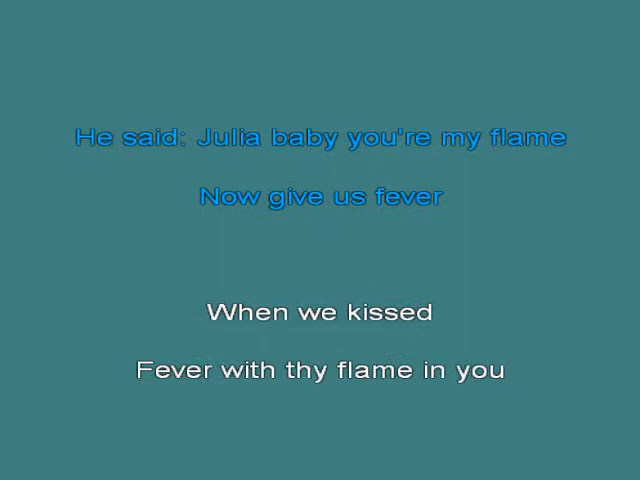 He said: Julia baby you're my flame
Now give us fever
When we kissed
Fever with thy flame in you